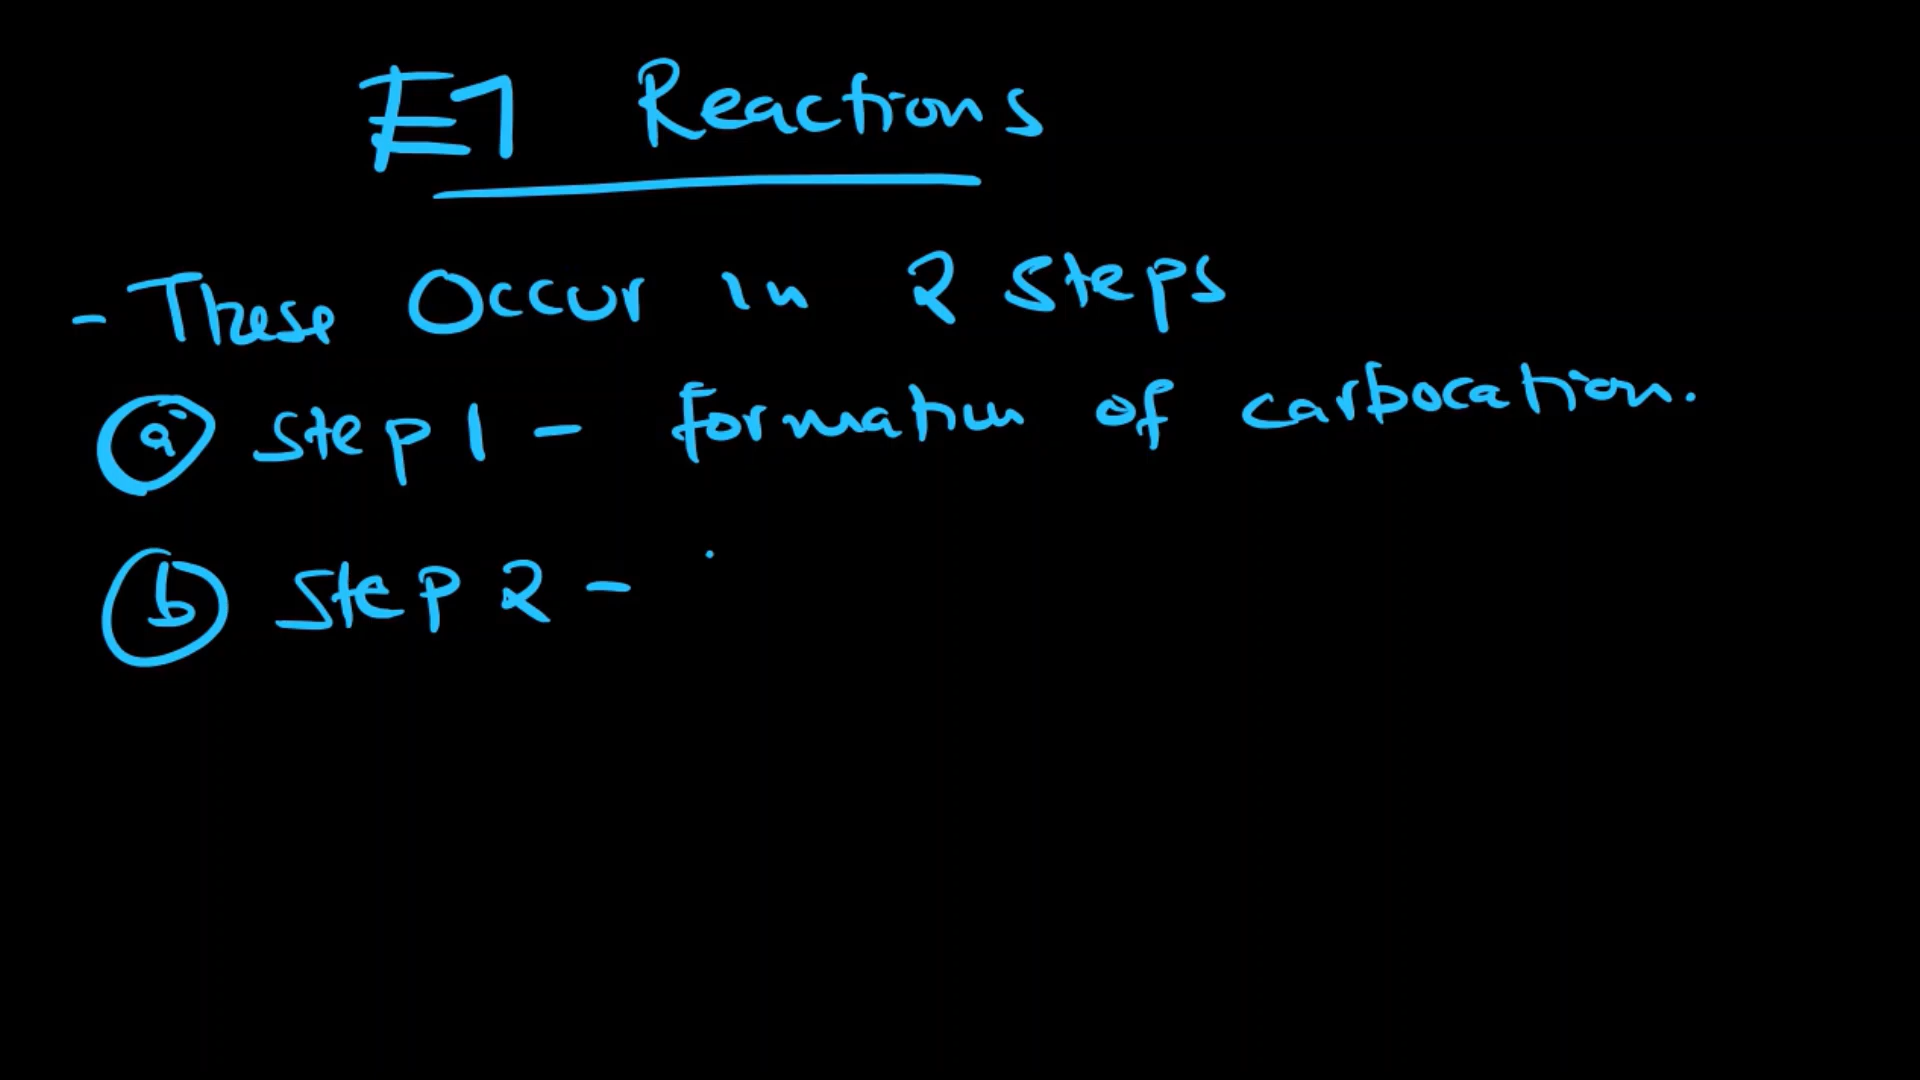 E1 Reactions
- These Occur in 2 steps
(a) Step 1 - formation of carbocation.
(b) Step 2 -